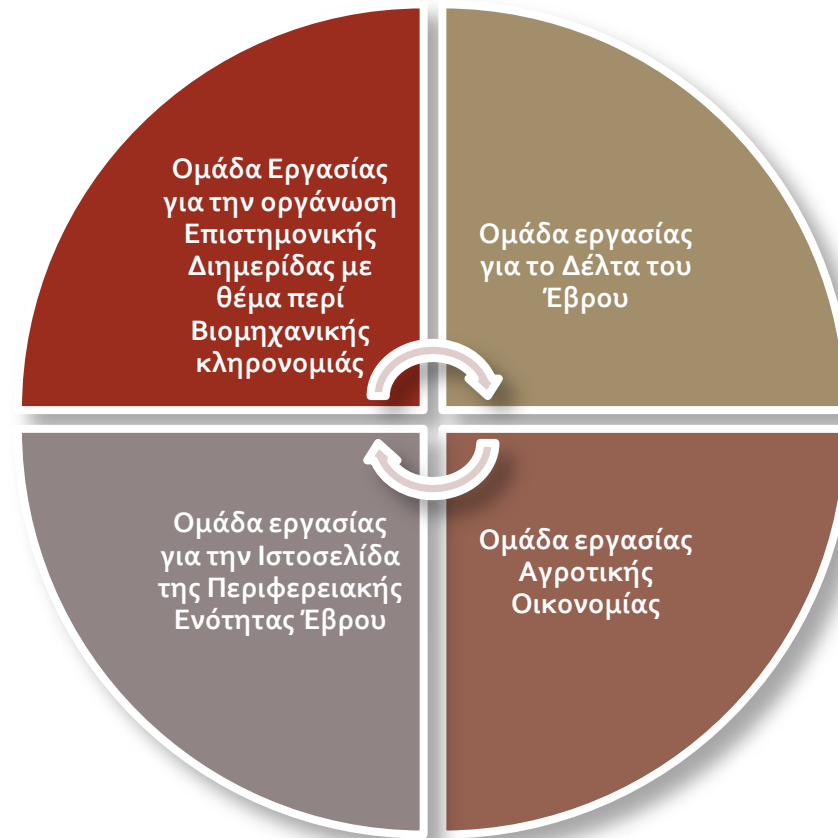 Ομάδα Εργασίας
για την οργάνωση
Επιστημονικής
Διημερίδας με
θέμα περί
Βιομηχανικής
κληρονομιάς
Ομάδα εργασίας
για το Δέλτα του
Έβρου
Ομάδα εργασίας
για την Ιστοσελίδα
της Περιφερειακής
Ενότητας Έβρου
Ομάδα εργασίας
Αγροτικής
Οικονομίας